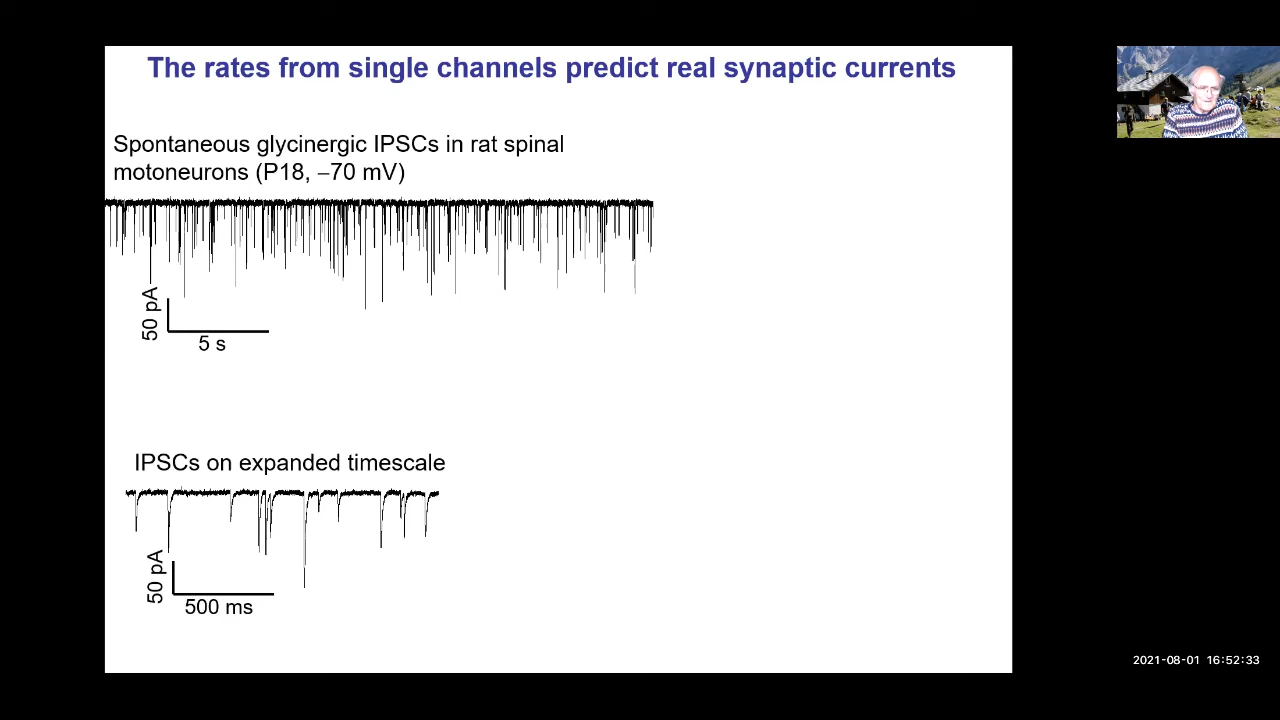 The rates from single channels predict real synaptic currents
Spontaneous glycinergic IPSCs in rat spinal
motoneurons (P18, –70 mV)
50 pA
5 s
IPSCs on expanded timescale
50 pA
500 ms
2021-08-01 16:52:33